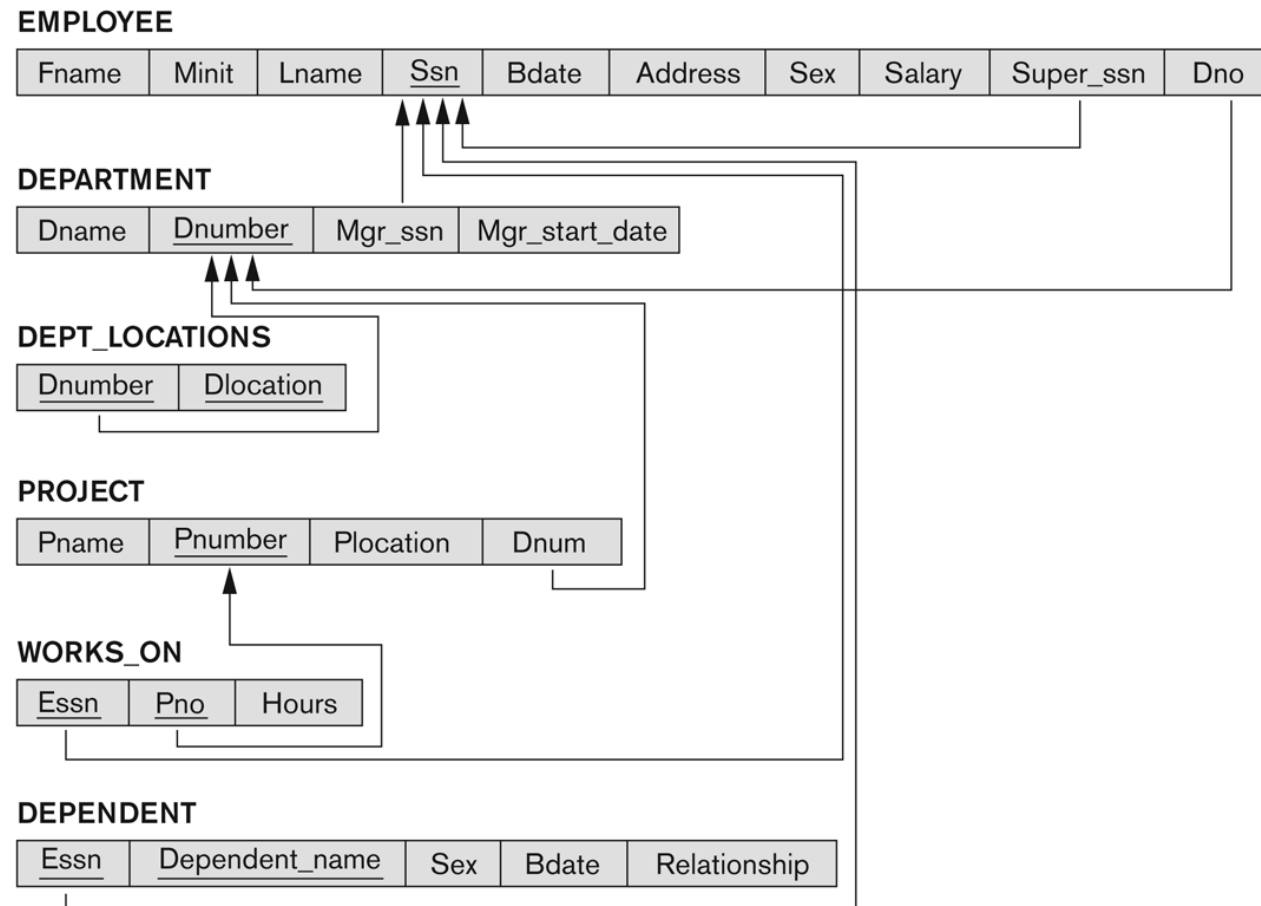 EMPLOYEE
Fname Minit Lname Ssn Bdate Address Sex Salary Super_ssn Dno
DEPARTMENT
Dname Dnumber Mgr_ssn Mgr_start_date
DEPT_LOCATIONS
Dnumber Dlocation
PROJECT
Pname Pnumber Plocation Dnum
WORKS_ON
Essn Pno Hours
DEPENDENT
Essn Dependent_name Sex Bdate Relationship